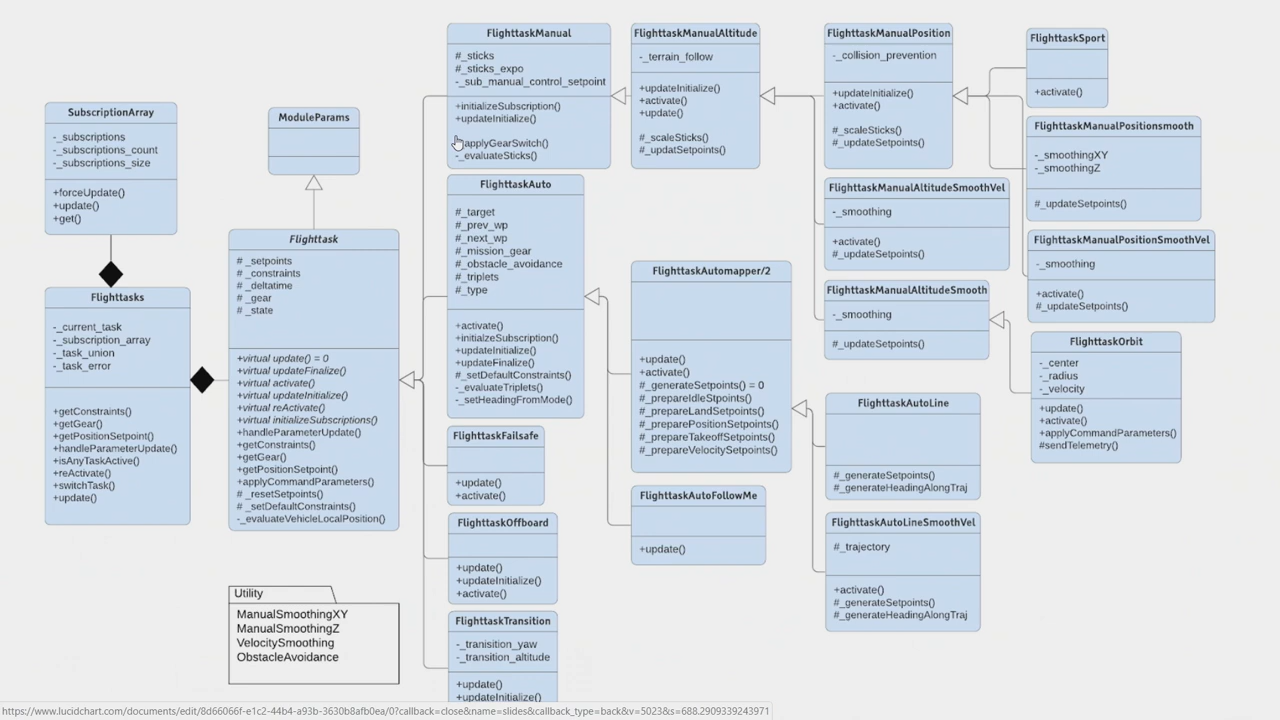 SubscriptionArray
-_subscriptions
-_subscriptions_count
-_subscriptions_size
+forceUpdate()
+update()
+get()
Flighttasks
-_current_task
-_subscription_array
-_task_union
-_task_error
+getConstraints()
+getGear()
+getPositionSetpoint()
+handleParameterUpdate()
+isAnyTaskActive()
+reActivate()
+switchTask()
+update()
ModuleParams
Flighttask
# _setpoints
# _constraints
# _deltatime
# _gear
# _state
+virtual update() = 0
+virtual updateFinalize()
+virtual activate()
+virtual updateInitialize()
+virtual reActivate()
+virtual initializeSubscriptions()
+handleParameterUpdate()
+getConstraints()
+getGear()
+getPositionSetpoint()
+applyCommandParameters()
# _resetSetpoints()
# _setDefaultConstraints()
-_evaluateVehicleLocalPosition()
Utility
ManualSmoothingXY
ManualSmoothingZ
VelocitySmoothing
ObstacleAvoidance
FlighttaskManual
#_sticks
#_sticks_expo
-_sub_manual_control_setpoint
+initializeSubscription()
+updateInitialize()
applyGearSwitch()
-_evaluateSticks()
FlighttaskAuto
#_target
#_prev_wp
#_next_wp
#_mission_gear
#_obstacle_avoidance
#_triplets
#_type
+activate()
+initialzeSubscription()
+updateInitialize()
+updateFinalize()
#_setDefaultConstraints()
-_evaluateTriplets()
-_setHeadingFromMode()
FlighttaskFailsafe
+update()
+activate()
FlighttaskOffboard
+update()
+updateInitialize()
+activate()
FlighttaskTransition
-_tranisition_yaw
-_transition_altitude
+update()
+updateInitialize()
FlighttaskManualAltitude
-_terrain_follow
+updateInitialize()
+activate()
+update()
#_scaleSticks()
#_updatSetpoints()
FlighttaskAutomapper/2
+update()
+activate()
#_generateSetpoints() = 0
#_prepareIdleStpoints()
#_prepareLandSetpoints()
#_preparePositionSetpoints()
#_prepareTakeoffSetpoints()
#_prepareVelocitySetpoints()
FlighttaskAutoFollowMe
+update()
FlighttaskManualPosition
-_collision_prevention
+updateInitialize()
+activate()
#_scaleSticks()
#_updateSetpoints()
FlighttaskManualAltitudeSmoothVel
-_smoothing
+activate()
#_updateSetpoints()
FlighttaskManualAltitudeSmooth
-_smoothing
#_updateSetpoints()
FlighttaskAutoLine
#_generateSetpoints()
#_generateHeadingAlongTraj
FlighttaskAutoLineSmoothVel
#_trajectory
+activate()
#_generateSetpoints()
#_generateHeadingAlongTraj
FlighttaskSport
+activate()
FlighttaskManualPositionsmooth
-_smoothingXY
-_smoothingZ
#_updateSetpoints()
FlighttaskManualPositionSmoothVel
-_smoothing
+activate()
#_updateSetpoints()
FlighttaskOrbit
-_center
-_radius
-_velocity
+update()
+activate()
+applyCommandParameters()
#sendTelemetry()
https://www.lucidchart.com/documents/edit/8d66066f-e1c2-44b4-a93b-3630b8afb0ea/0?callback=close&name=slides&callback_type=back&v=5023&s=688.2909339243971